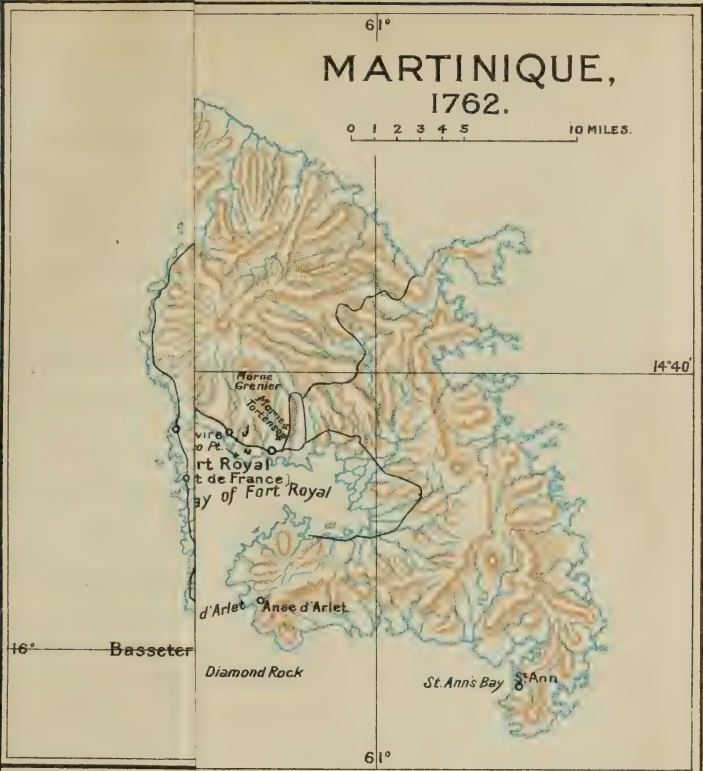 61°
MARTINIQUE,
1762.
0 1 2 3 4 5 10 MILES.
14°40'
Morne
Grenier
Morne
Tortenson
vire
o Pt.
rt Royal
t de France)
ay of Fort Royal
d'Arlet
Anse d'Arlet
16°
Basseter
Diamond Rock
St. Ann's Bay
St Ann
61°